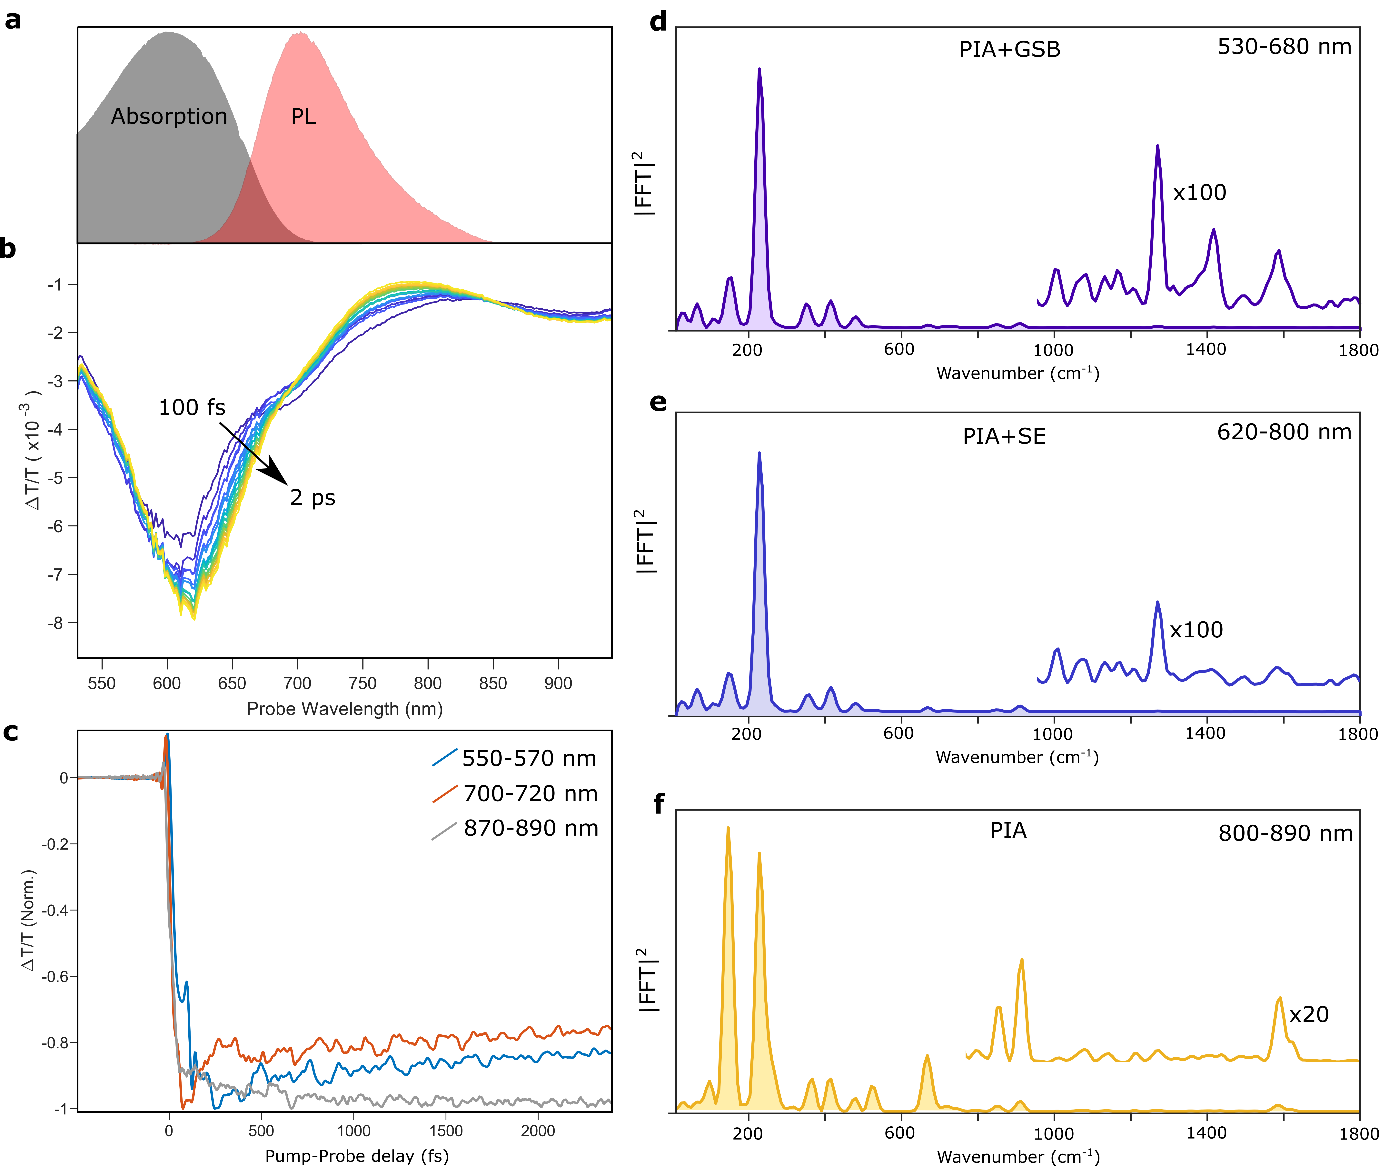 a
Absorption
PL
b
-1
-2
-3
-4
-5
-6
-7
-8
ΔT/T ( x10 -3 )
100 fs
2 ps
550
600
650
700
750
800
850
900
Probe Wavelength (nm)
c
550-570 nm
700-720 nm
870-890 nm
0
-0.2
-0.4
-0.6
-0.8
-1
ΔT/T (Norm.)
0
500
1000
1500
2000
Pump-Probe delay (fs)
d
PIA+GSB
530-680 nm
|FFT|²
x100
200
600
1000
1400
1800
Wavenumber (cm⁻¹)
e
PIA+SE
620-800 nm
|FFT|²
x100
200
600
1000
1400
1800
Wavenumber (cm⁻¹)
f
PIA
800-890 nm
|FFT|²
x20
200
600
1000
1400
1800
Wavenumber (cm⁻¹)